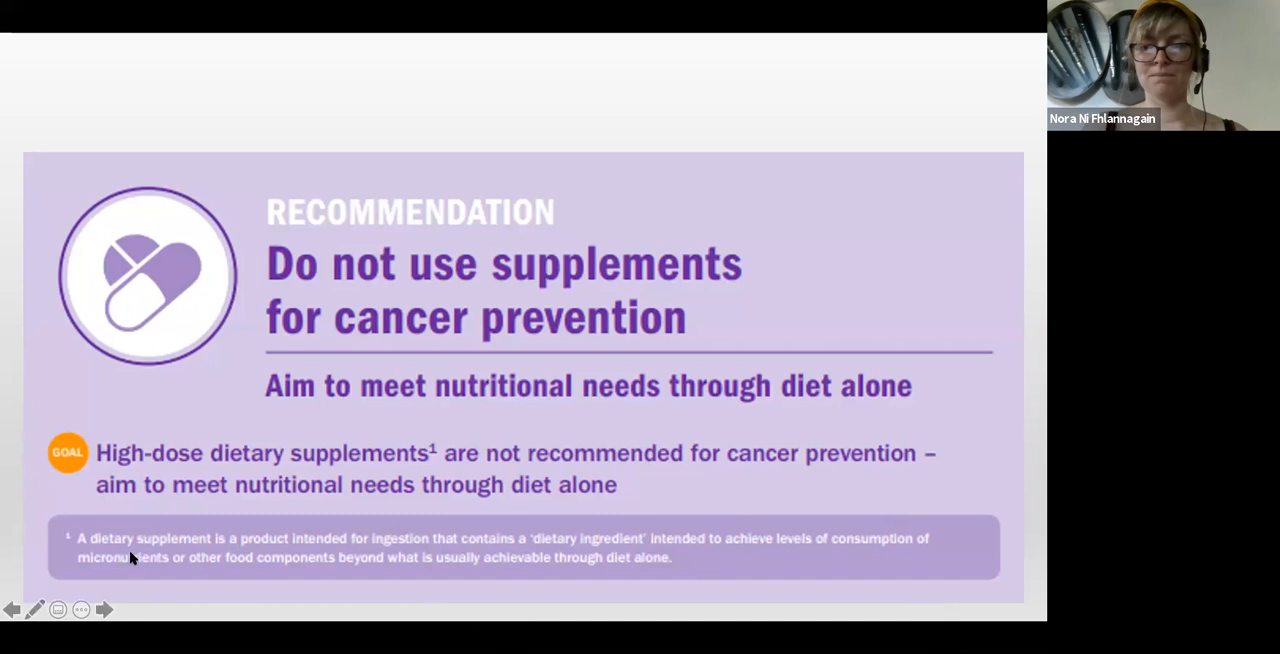 Nora Ni Fhlannagain
RECOMMENDATION
Do not use supplements
for cancer prevention
Aim to meet nutritional needs through diet alone
GOAL
High-dose dietary supplements¹ are not recommended for cancer prevention –
aim to meet nutritional needs through diet alone
¹ A dietary supplement is a product intended for ingestion that contains a ‘dietary ingredient’ intended to achieve levels of consumption of
micronutrients or other food components beyond what is usually achievable through diet alone.